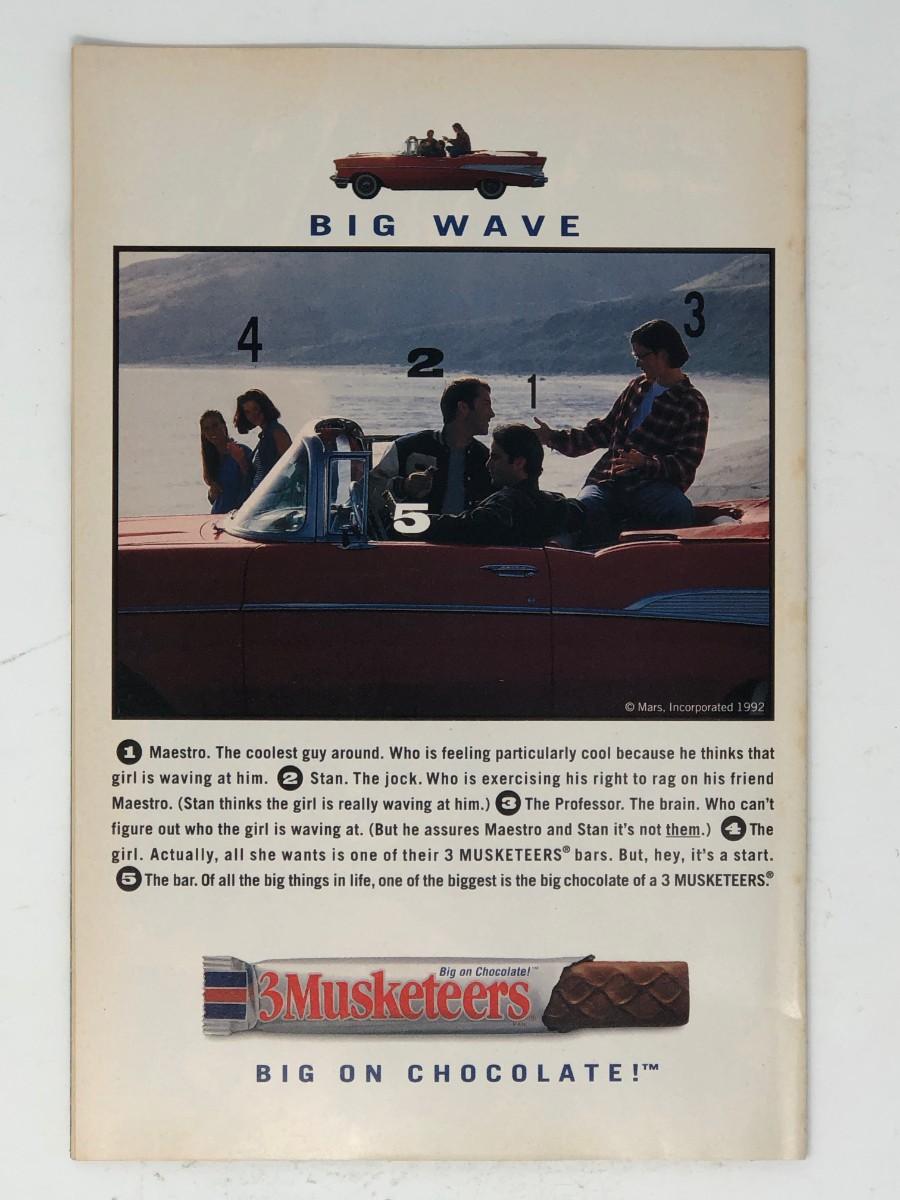 BIG WAVE
4
3
2
1
5
© Mars, Incorporated 1992
1 Maestro. The coolest guy around. Who is feeling particularly cool because he thinks that
girl is waving at him. 2 Stan. The jock. Who is exercising his right to rag on his friend
Maestro. (Stan thinks the girl is really waving at him.) 3 The Professor. The brain. Who can't
figure out who the girl is waving at. (But he assures Maestro and Stan it's not them.) 4 The
girl. Actually, all she wants is one of their 3 MUSKETEERS® bars. But, hey, it's a start.
5 The bar. Of all the big things in life, one of the biggest is the big chocolate of a 3 MUSKETEERS.®
Big on Chocolate!™
3Musketeers
BIG ON CHOCOLATE!™